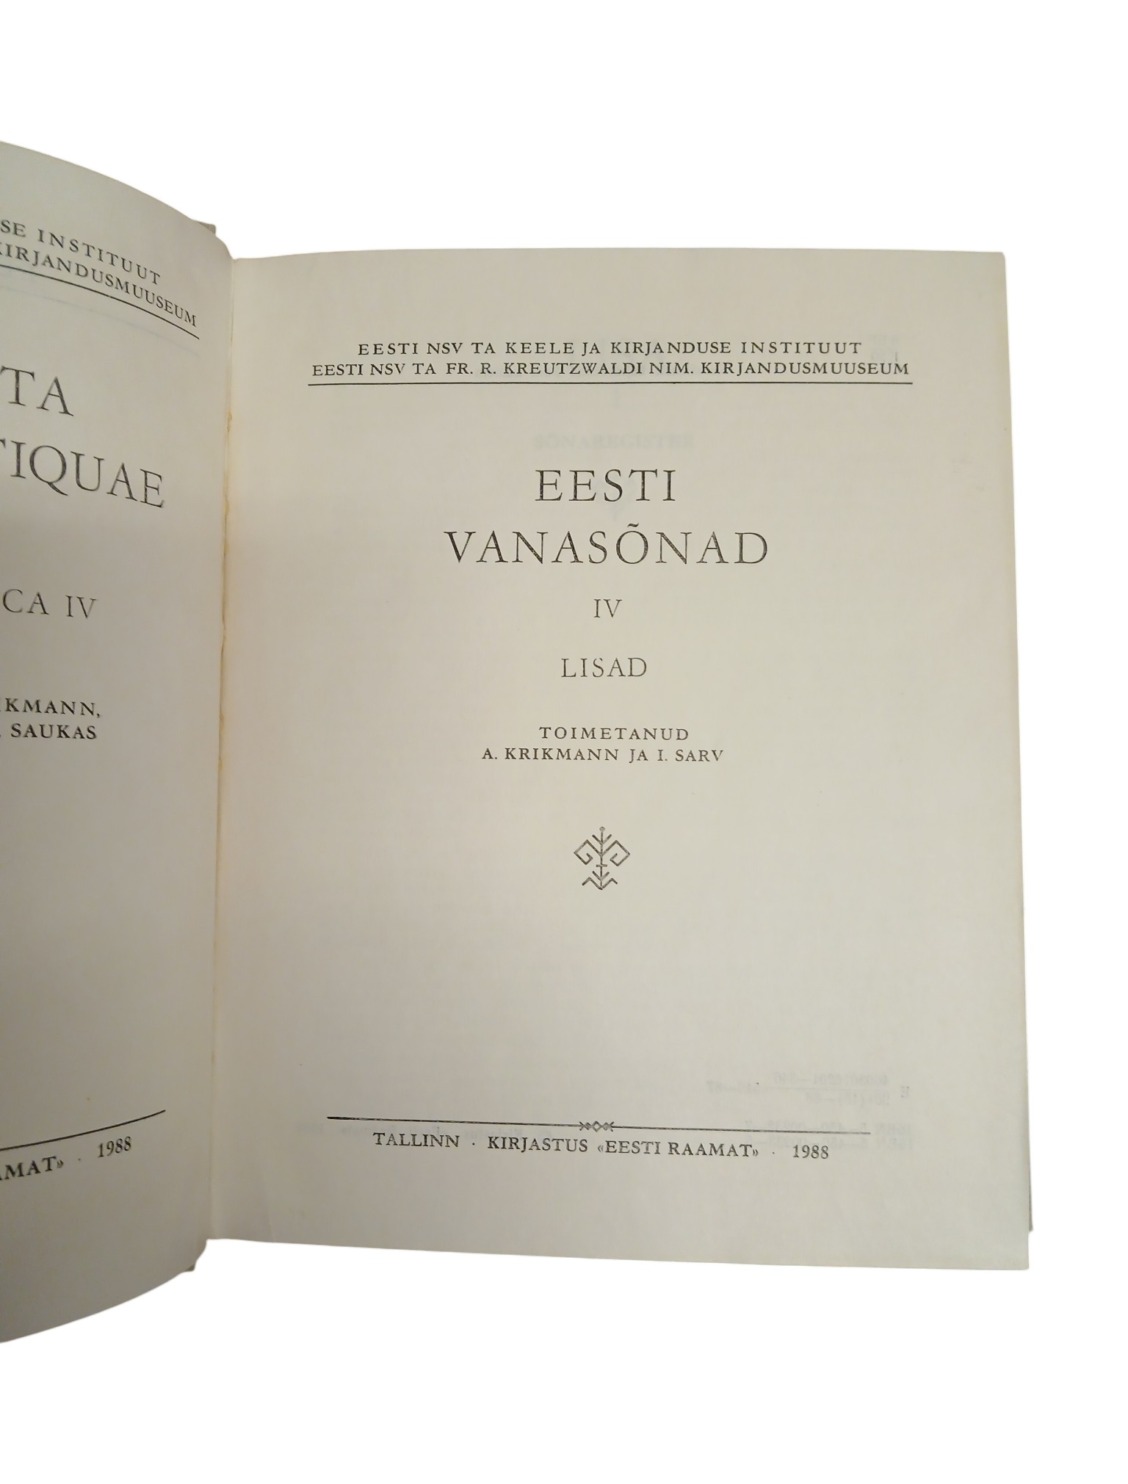 SE INSTITUUT
KIRJANDUSMUUSEUM
TA
TIQUAE
CA IV
IKMANN,
SAUKAS
AMAT» · 1988
EESTI NSV TA KEELE JA KIRJANDUSE INSTITUUT
EESTI NSV TA FR. R. KREUTZWALDI NIM. KIRJANDUSMUUSEUM
EESTI
VANASÕNAD
IV
LISAD
TOIMETANUD
A. KRIKMANN JA I. SARV
TALLINN · KIRJASTUS «EESTI RAAMAT» · 1988